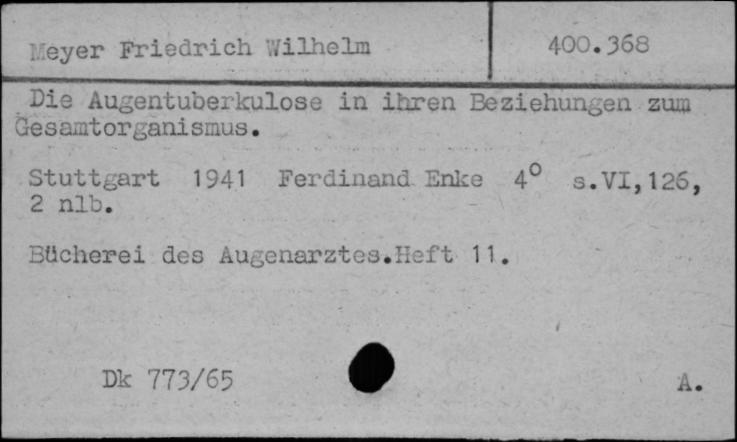 Meyer Friedrich Wilhelm 400.368
Die Augentuberkulose in ihren Beziehungen zum
Gesamtorganismus.
Stuttgart 1941 Ferdinand Enke 4° s.VI,126,
2 nlb.
Bücherei des Augenarztes.Heft 11.
Dk 773/65 A.